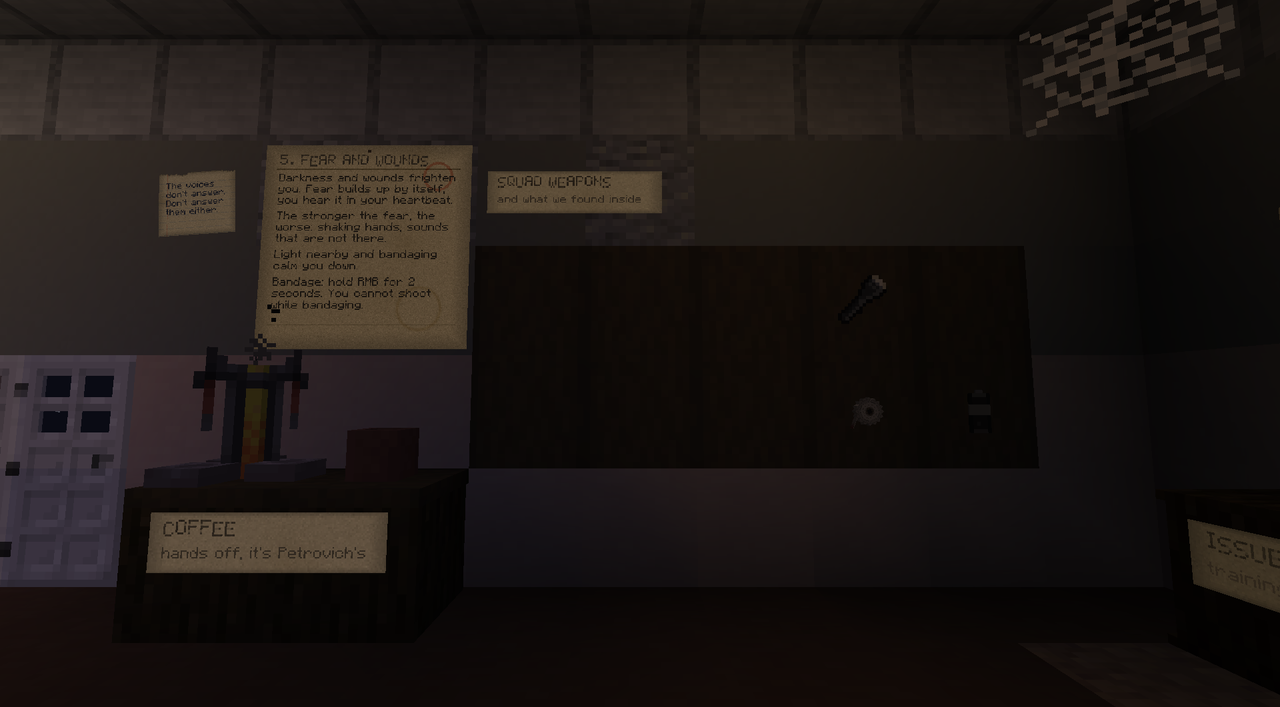 The voices
don't answer.
Don't answer
them either.
5. FEAR AND WOUNDS
Darkness and wounds frighten
you. Fear builds up by itself,
you hear it in your heartbeat.
The stronger the fear, the
worse: shaking hands, sounds
that are not there.
Light nearby and bandaging
calm you down.
Bandage: hold RMB for 2
seconds. You cannot shoot
while bandaging.
SQUAD WEAPONS
and what we found inside
COFFEE
hands off, it's Petrovich's
ISSUE
training